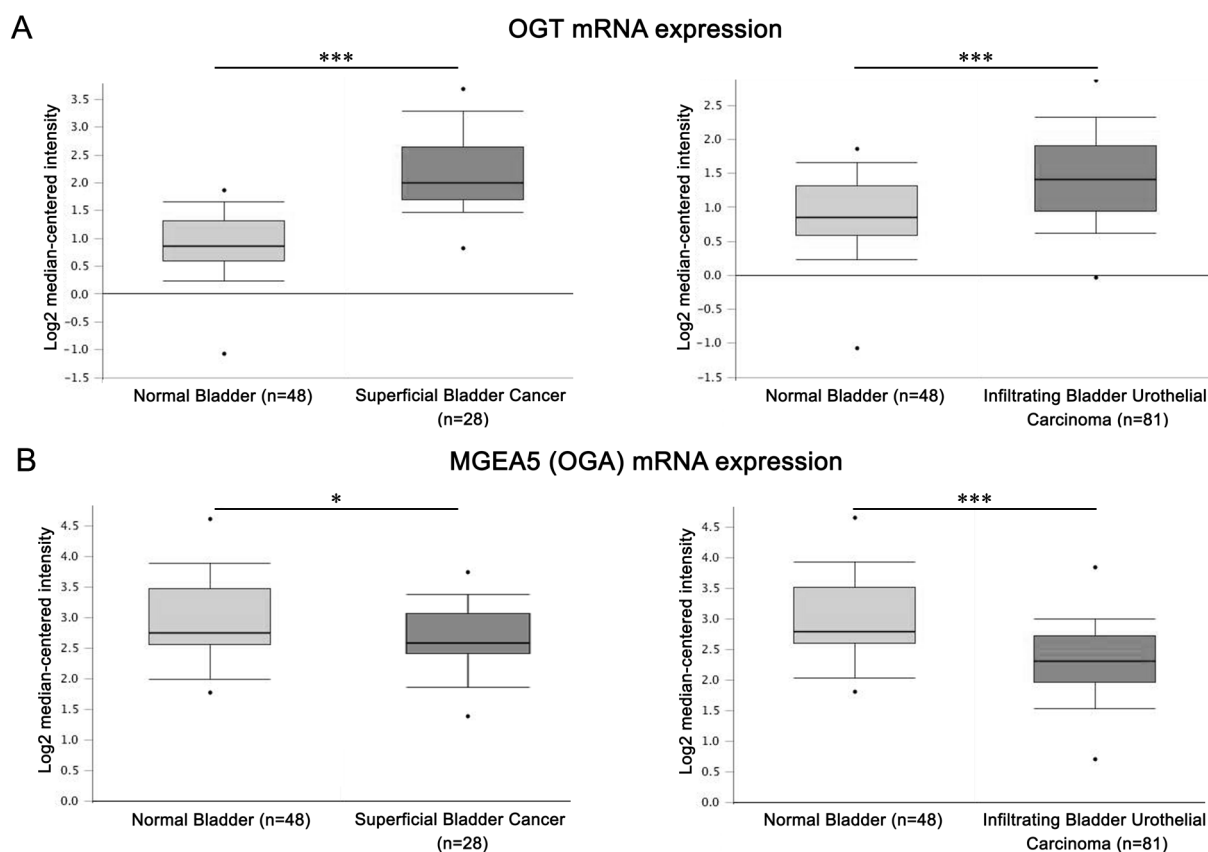 A
OGT mRNA expression
***
Log2 median-centered intensity
3.5
3.0
2.5
2.0
1.5
1.0
0.5
0.0
-0.5
-1.0
-1.5
Normal Bladder (n=48)
Superficial Bladder Cancer
(n=28)
***
Log2 median-centered intensity
2.5
2.0
1.5
1.0
0.5
0.0
-0.5
-1.0
-1.5
Normal Bladder (n=48)
Infiltrating Bladder Urothelial
Carcinoma (n=81)
B
MGEA5 (OGA) mRNA expression
*
Log2 median-centered intensity
4.5
4.0
3.5
3.0
2.5
2.0
1.5
1.0
0.5
0.0
Normal Bladder (n=48)
Superficial Bladder Cancer
(n=28)
***
Log2 median-centered intensity
4.5
4.0
3.5
3.0
2.5
2.0
1.5
1.0
0.5
0.0
Normal Bladder (n=48)
Infiltrating Bladder Urothelial
Carcinoma (n=81)